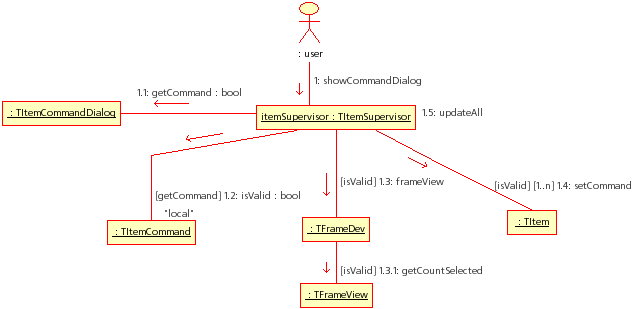 : user
1: showCommandDialog
1.1: getCommand : bool
: TItemCommandDialog
itemSupervisor : TItemSupervisor
1.5: updateAll
[isValid] 1.3: frameView
[isValid] [1..n] 1.4: setCommand
[getCommand] 1.2: isValid : bool
"local"
: TItemCommand
: TFrameDev
: TItem
[isValid] 1.3.1: getCountSelected
: TFrameView